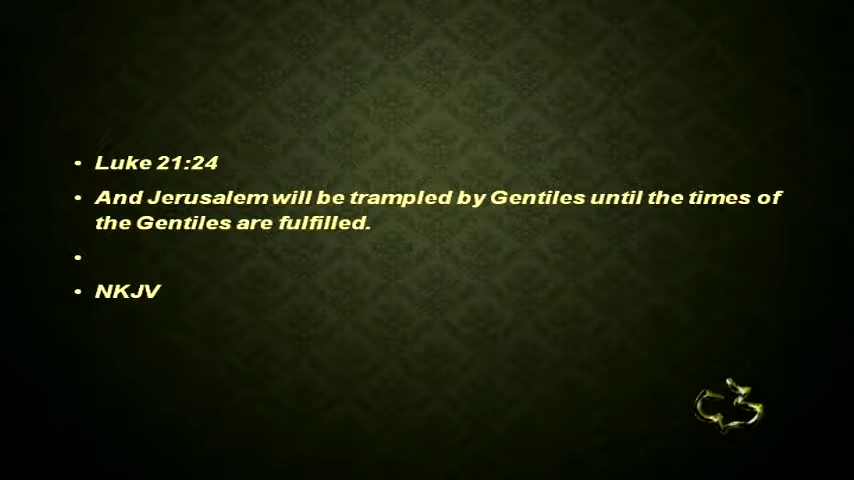 • Luke 21:24
• And Jerusalem will be trampled by Gentiles until the times of
the Gentiles are fulfilled.
•
• NKJV
C3